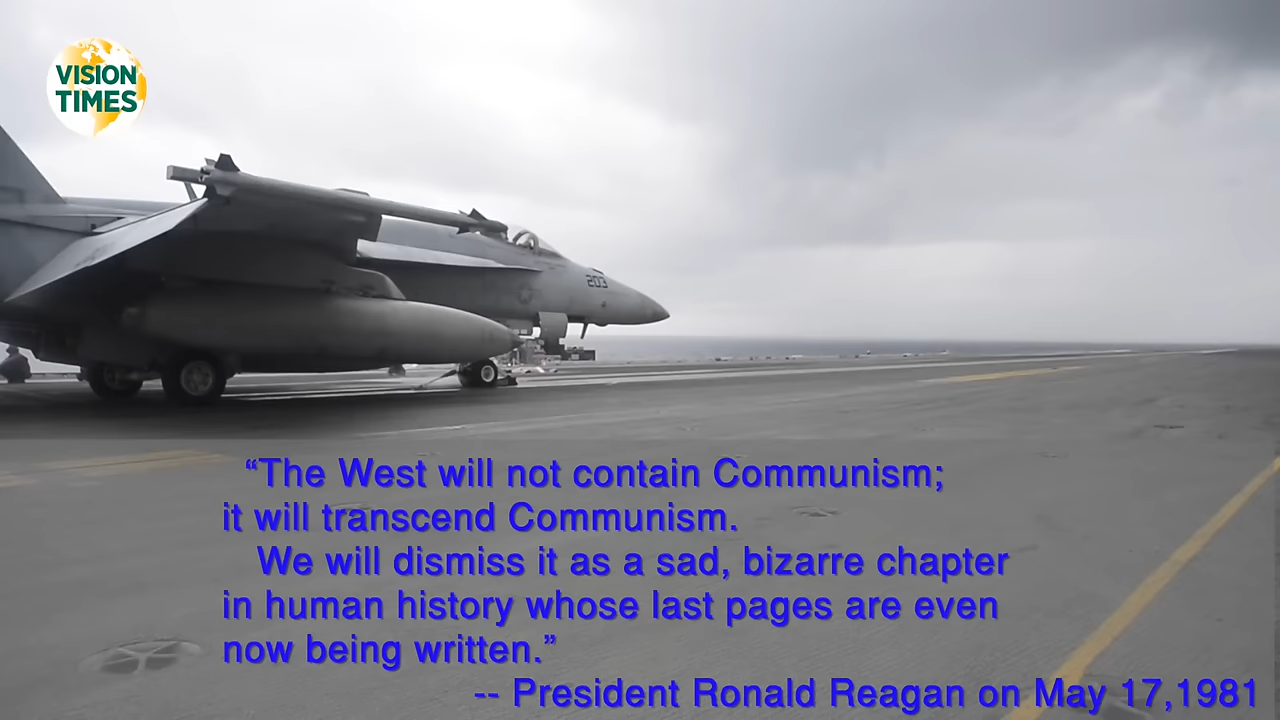 VISION
TIMES
203
“The West will not contain Communism;
it will transcend Communism.
We will dismiss it as a sad, bizarre chapter
in human history whose last pages are even
now being written.”
-- President Ronald Reagan on May 17,1981